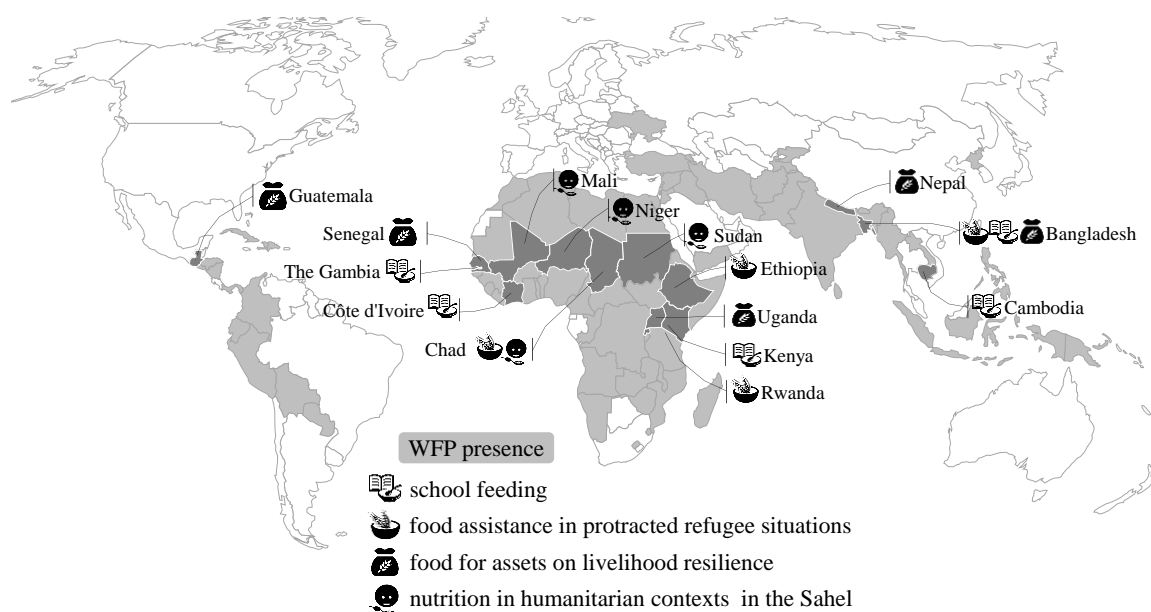 Mali
Nepal
Guatemala
Niger
Senegal
Sudan
Bangladesh
The Gambia
Ethiopia
Côte d'Ivoire
Cambodia
Uganda
Chad
Kenya
Rwanda
WFP presence
school feeding
food assistance in protracted refugee situations
food for assets on livelihood resilience
nutrition in humanitarian contexts in the Sahel